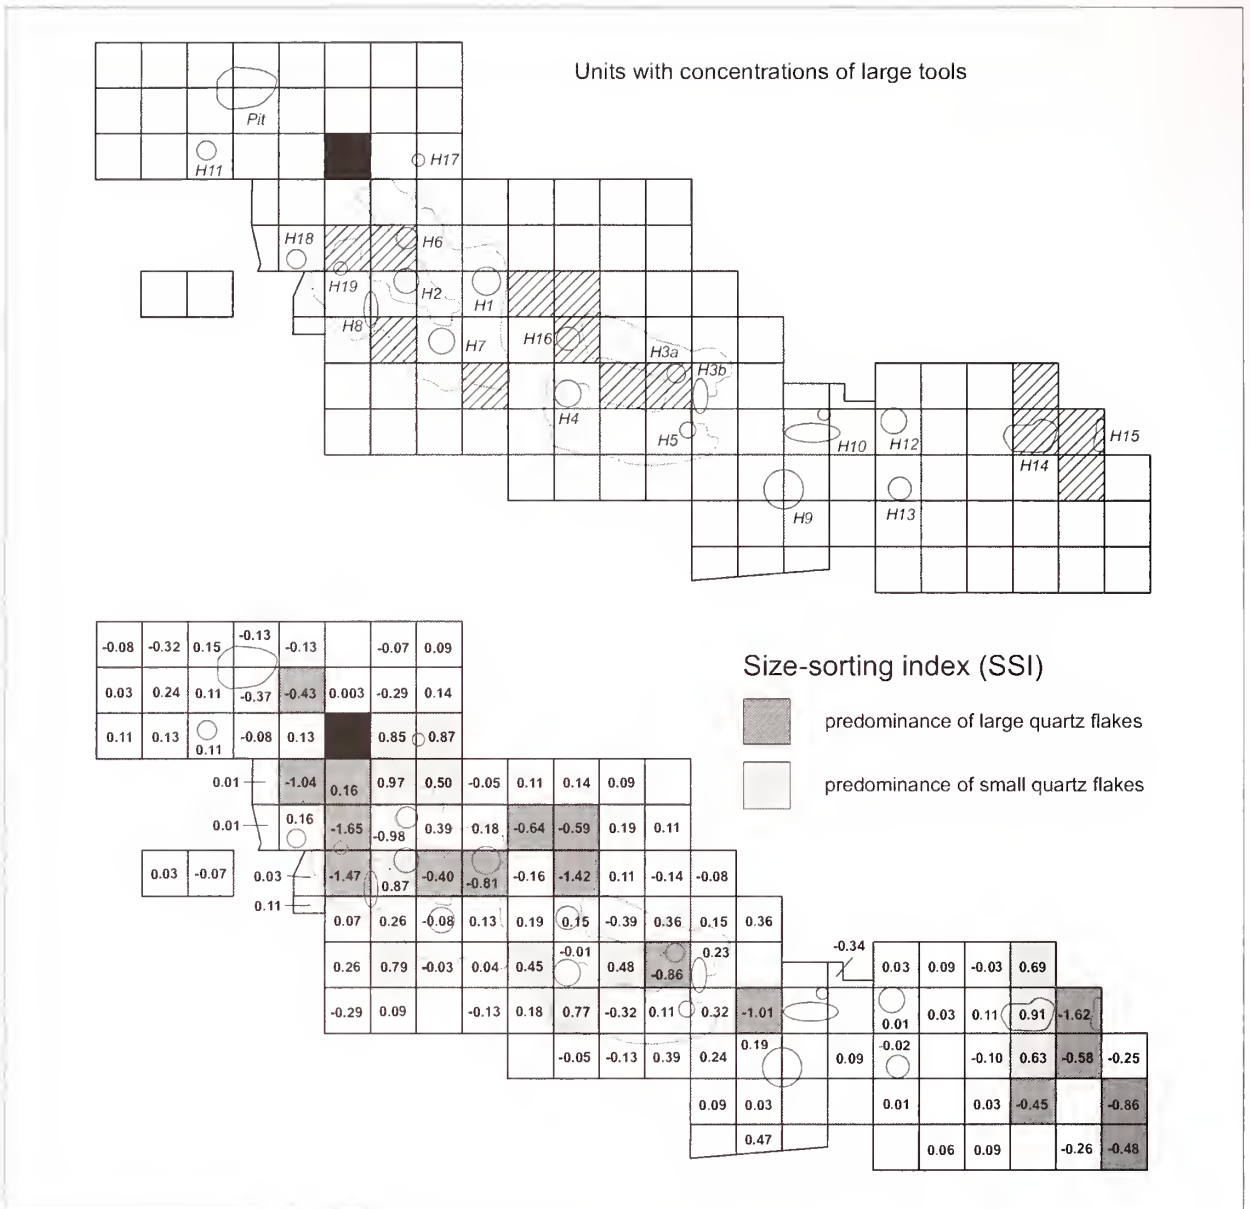 Units with concentrations of large tools
Pit
H11
H17
H18
H6
H19
H2
H1
H8
H7
H16
H3a
H3b
H4
H5
H10
H12
H15
H14
H9
H13
Size-sorting index (SSI)
predominance of large quartz flakes
predominance of small quartz flakes
-0.08 -0.32 0.15 -0.13 -0.13 -0.07 0.09
0.03 0.24 0.11 -0.37 -0.43 0.003 -0.29 0.14
0.11 0.13 0.11 -0.08 0.13 0.85 0.87
0.01 -1.04 0.16 0.97 0.50 -0.05 0.11 0.14 0.09
0.01 0.16 -1.65 -0.98 0.39 0.18 -0.64 -0.59 0.19 0.11
0.03 -0.07 0.03 -1.47 0.87 -0.40 -0.81 -0.16 -1.42 0.11 -0.14 -0.08
0.11 0.07 0.26 -0.08 0.13 0.19 0.15 -0.39 0.36 0.15 0.36
0.26 0.79 -0.03 0.04 0.45 -0.01 0.48 -0.86 0.23 -0.34 0.03 0.09 -0.03 0.69
-0.29 0.09 -0.13 0.18 0.77 -0.32 0.11 0.32 -1.01 0.01 0.03 0.11 0.91 -1.62
-0.05 -0.13 0.39 0.24 0.19 0.09 -0.02 -0.10 0.63 -0.58 -0.25
0.09 0.03 0.01 0.03 -0.45 -0.86
0.47 0.06 0.09 -0.26 -0.48